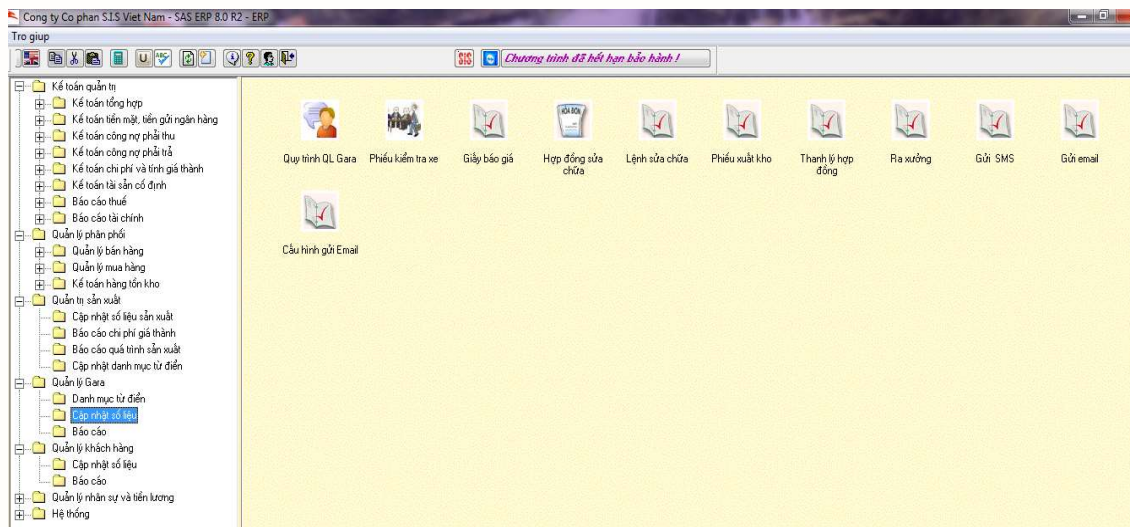 Cong ty Co phan S.I.S Viet Nam - SAS ERP 8.0 R2 - ERP
Tro giup
U
ABC
SIS
Chương trình đã hết hạn bảo hành !
Kế toán quản trị
Kế toán tổng hợp
Kế toán tiền mặt, tiền gửi ngân hàng
Kế toán công nợ phải thu
Kế toán công nợ phải trả
Kế toán chi phí và tính giá thành
Kế toán tài sản cố định
Báo cáo thuế
Báo cáo tài chính
Quản lý phân phối
Quản lý bán hàng
Quản lý mua hàng
Kế toán hàng tồn kho
Quản trị sản xuất
Cập nhật số liệu sản xuất
Báo cáo chi phí giá thành
Báo cáo quá trình sản xuất
Cập nhật danh mục từ điển
Quản lý Gara
Danh mục từ điển
Cập nhật số liệu
Báo cáo
Quản lý khách hàng
Cập nhật số liệu
Báo cáo
Quản lý nhân sự và tiền lương
Hệ thống
HÓA ĐƠN
Quy trình QL Gara
Phiếu kiểm tra xe
Giấy báo giá
Hợp đồng sửa
chữa
Lệnh sửa chữa
Phiếu xuất kho
Thanh lý hợp
đồng
Ra xưởng
Gửi SMS
Gửi email
Cấu hình gửi Email